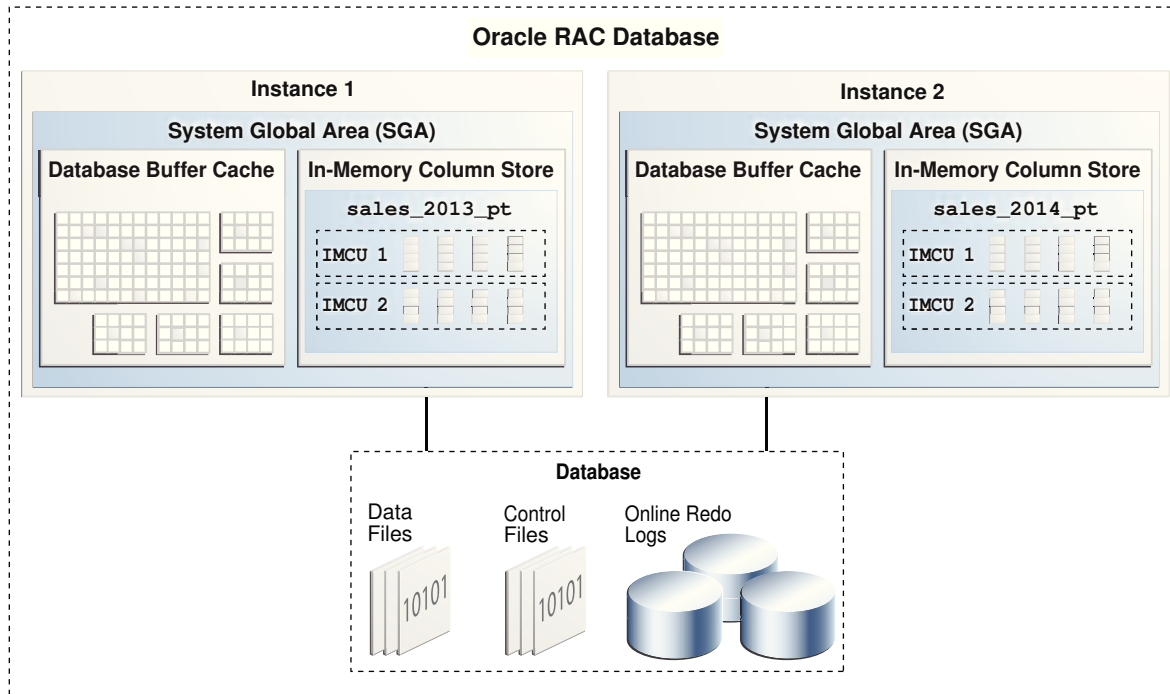 Oracle RAC Database
Instance 1
System Global Area (SGA)
Database Buffer Cache
In-Memory Column Store
sales_2013_pt
IMCU 1
IMCU 2
Instance 2
System Global Area (SGA)
Database Buffer Cache
In-Memory Column Store
sales_2014_pt
IMCU 1
IMCU 2
Database
Data
Files
10101
Control
Files
10101
Online Redo
Logs